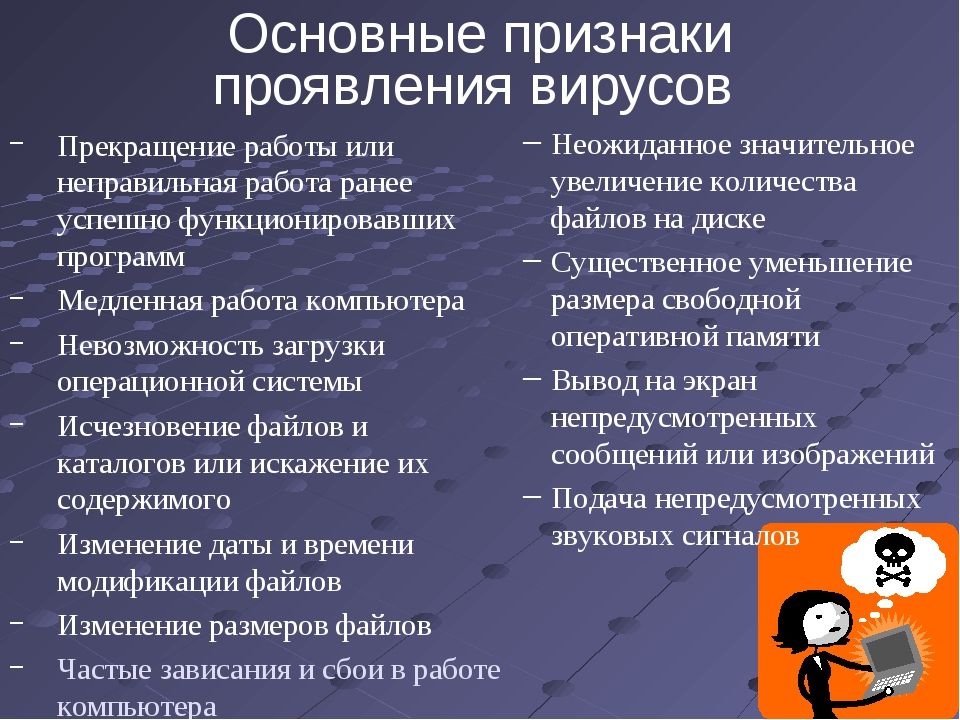 Основные признаки
проявления вирусов
− Прекращение работы или
неправильная работа ранее
успешно функционировавших
программ
− Медленная работа компьютера
− Невозможность загрузки
операционной системы
− Исчезновение файлов и
каталогов или искажение их
содержимого
− Изменение даты и времени
модификации файлов
− Изменение размеров файлов
− Частые зависания и сбои в работе
компьютера
− Неожиданное значительное
увеличение количества
файлов на диске
− Существенное уменьшение
размера свободной
оперативной памяти
− Вывод на экран
непредусмотренных
сообщений или изображений
− Подача непредусмотренных
звуковых сигналов